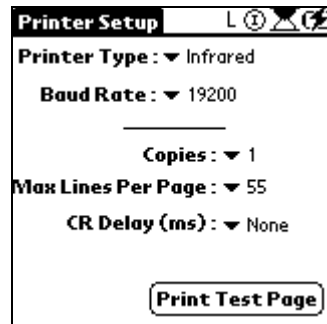 Printer Setup L
Printer Type: Infrared
Baud Rate: 19200
Copies: 1
Max Lines Per Page: 55
CR Delay (ms): None
Print Test Page